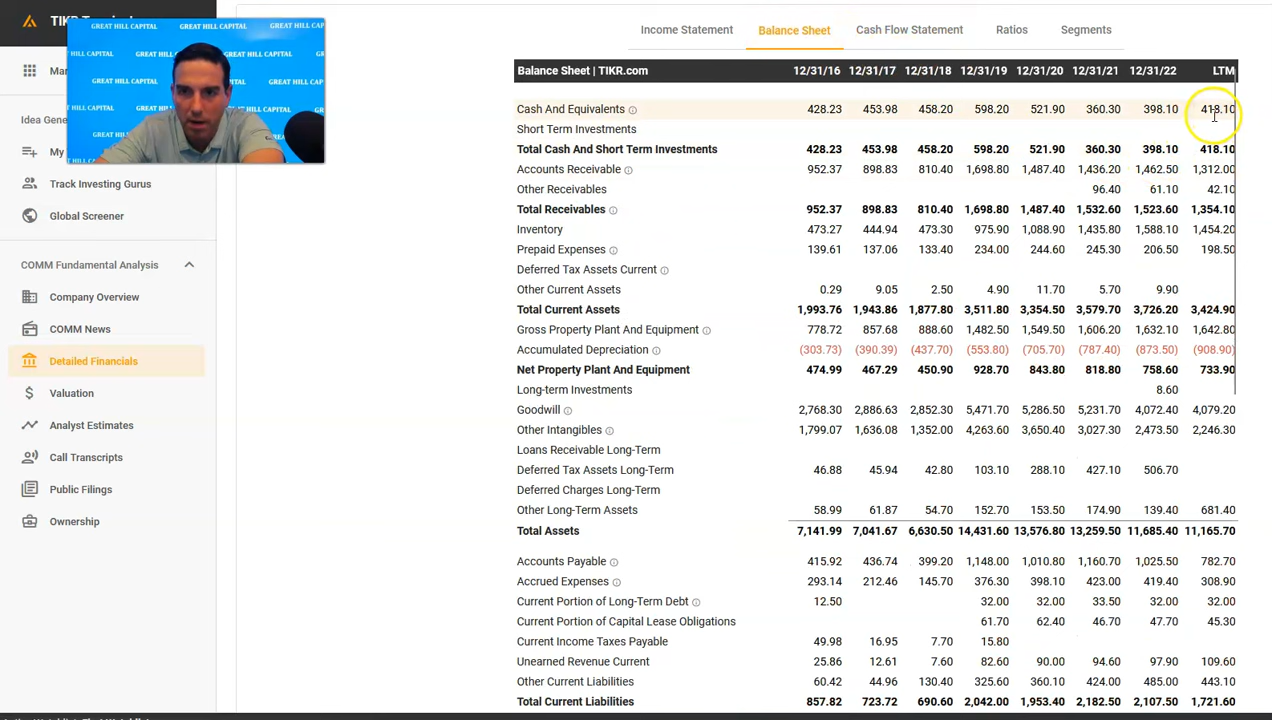 TIKR T
GREAT HILL CAPITAL GREAT HILL CAPITAL
GREAT HILL CAPITAL GREAT HILL CAPITAL
GREAT HILL CAPITAL
Mar
Idea Gene
My
Track Investing Gurus
Global Screener
COMM Fundamental Analysis
Company Overview
COMM News
Detailed Financials
Valuation
Analyst Estimates
Call Transcripts
Public Filings
Ownership
Income Statement Balance Sheet Cash Flow Statement Ratios Segments
Balance Sheet | TIKR.com 12/31/16 12/31/17 12/31/18 12/31/19 12/31/20 12/31/21 12/31/22 LTM
Cash And Equivalents 428.23 453.98 458.20 598.20 521.90 360.30 398.10 418.10
Short Term Investments
Total Cash And Short Term Investments 428.23 453.98 458.20 598.20 521.90 360.30 398.10 418.10
Accounts Receivable 952.37 898.83 810.40 1,698.80 1,487.40 1,436.20 1,462.50 1,312.00
Other Receivables 96.40 61.10 42.10
Total Receivables 952.37 898.83 810.40 1,698.80 1,487.40 1,532.60 1,523.60 1,354.10
Inventory 473.27 444.94 473.30 975.90 1,088.90 1,435.80 1,588.10 1,454.20
Prepaid Expenses 139.61 137.06 133.40 234.00 244.60 245.30 206.50 198.50
Deferred Tax Assets Current
Other Current Assets 0.29 9.05 2.50 4.90 11.70 5.70 9.90
Total Current Assets 1,993.76 1,943.86 1,877.80 3,511.80 3,354.50 3,579.70 3,726.20 3,424.90
Gross Property Plant And Equipment 778.72 857.68 888.60 1,482.50 1,549.50 1,606.20 1,632.10 1,642.80
Accumulated Depreciation (303.73) (390.39) (437.70) (553.80) (705.70) (787.40) (873.50) (908.90)
Net Property Plant And Equipment 474.99 467.29 450.90 928.70 843.80 818.80 758.60 733.90
Long-term Investments 8.60
Goodwill 2,768.30 2,886.63 2,852.30 5,471.70 5,286.50 5,231.70 4,072.40 4,079.20
Other Intangibles 1,799.07 1,636.08 1,352.00 4,263.60 3,650.40 3,027.30 2,473.50 2,246.30
Loans Receivable Long-Term
Deferred Tax Assets Long-Term 46.88 45.94 42.80 103.10 288.10 427.10 506.70
Deferred Charges Long-Term
Other Long-Term Assets 58.99 61.87 54.70 152.70 153.50 174.90 139.40 681.40
Total Assets 7,141.99 7,041.67 6,630.50 14,431.60 13,576.80 13,259.50 11,685.40 11,165.70
Accounts Payable 415.92 436.74 399.20 1,148.00 1,010.80 1,160.70 1,025.50 782.70
Accrued Expenses 293.14 212.46 145.70 376.30 398.10 423.00 419.40 308.90
Current Portion of Long-Term Debt 12.50 32.00 32.00 33.50 32.00 32.00
Current Portion of Capital Lease Obligations 61.70 62.40 46.70 47.70 45.30
Current Income Taxes Payable 49.98 16.95 7.70 15.80
Unearned Revenue Current 25.86 12.61 7.60 82.60 90.00 94.60 97.90 109.60
Other Current Liabilities 60.42 44.96 130.40 325.60 360.10 424.00 485.00 443.10
Total Current Liabilities 857.82 723.72 690.60 2,042.00 1,953.40 2,182.50 2,107.50 1,721.60